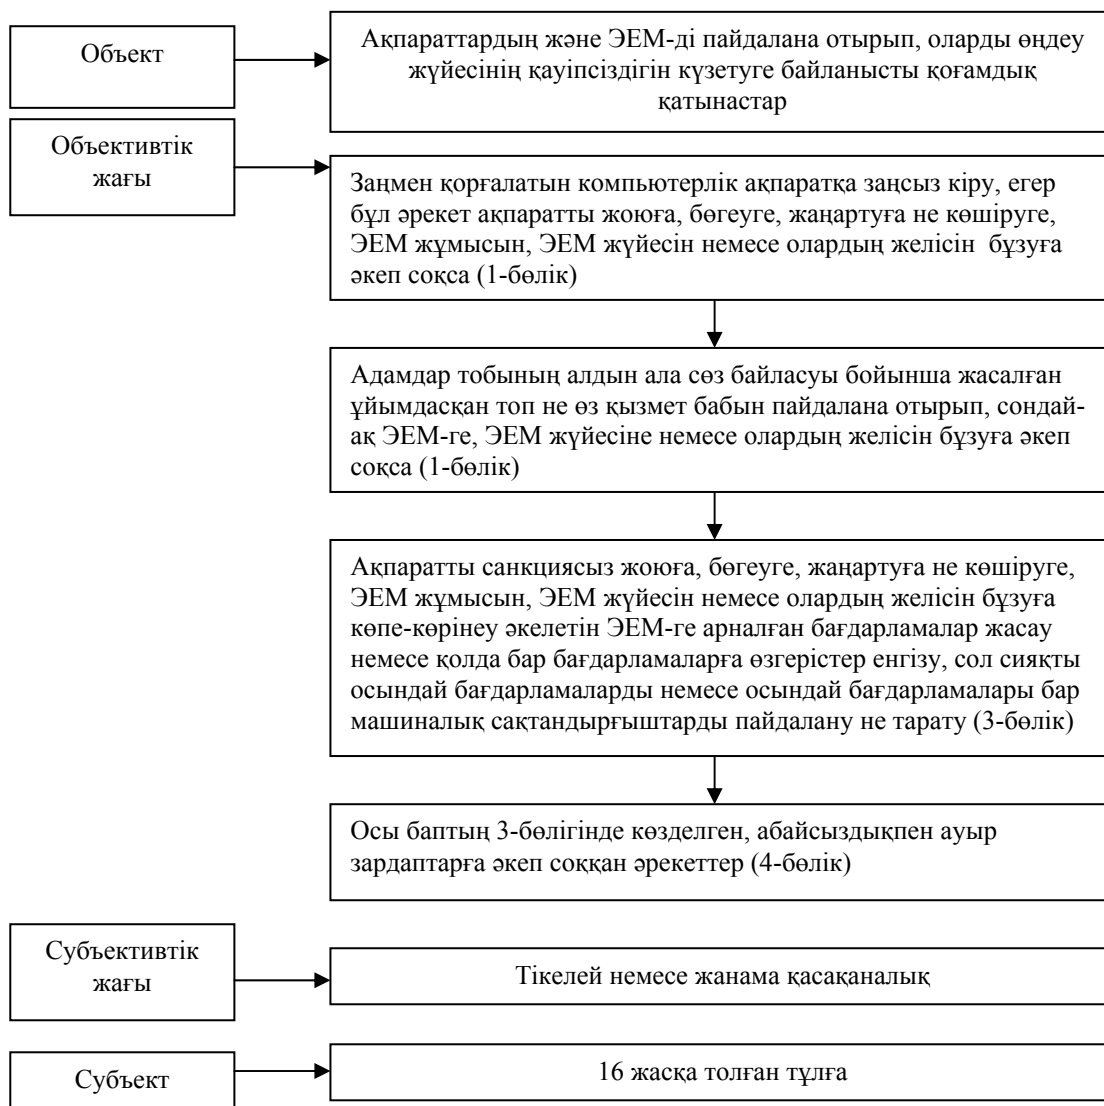 Объект
Ақпараттардың және ЭЕМ-ді пайдалана отырып, оларды өңдеу
жүйесінің қауіпсіздігін күзетуге байланысты қоғамдық
қатынастар
Объективтік
жағы
Заңмен қорғалатын компьютерлік ақпаратқа заңсыз кіру, егер
бұл әрекет ақпаратты жоюға, бөгеуге, жаңартуға не көшіруге,
ЭЕМ жұмысын, ЭЕМ жүйесін немесе олардың желісін бұзуға
әкеп соқса (1-бөлік)
Адамдар тобының алдын ала сөз байласуы бойынша жасалған
ұйымдасқан топ не өз қызмет бабын пайдалана отырып, сондай-
ақ ЭЕМ-ге, ЭЕМ жүйесіне немесе олардың желісін бұзуға әкеп
соқса (1-бөлік)
Ақпаратты санкциясыз жоюға, бөгеуге, жаңартуға не көшіруге,
ЭЕМ жұмысын, ЭЕМ жүйесін немесе олардың желісін бұзуға
көпе-көрінеу әкелетін ЭЕМ-ге арналған бағдарламалар жасау
немесе қолда бар бағдарламаларға өзгерістер енгізу, сол сияқты
осындай бағдарламаларды немесе осындай бағдарламалары бар
машиналық сақтандырғыштарды пайдалану не тарату (3-бөлік)
Осы баптың 3-бөлігінде көзделген, абайсыздықпен ауыр
зардаптарға әкеп соққан әрекеттер (4-бөлік)
Субъективтік
жағы
Тікелей немесе жанама қасақаналық
Субъект
16 жасқа толған тұлға